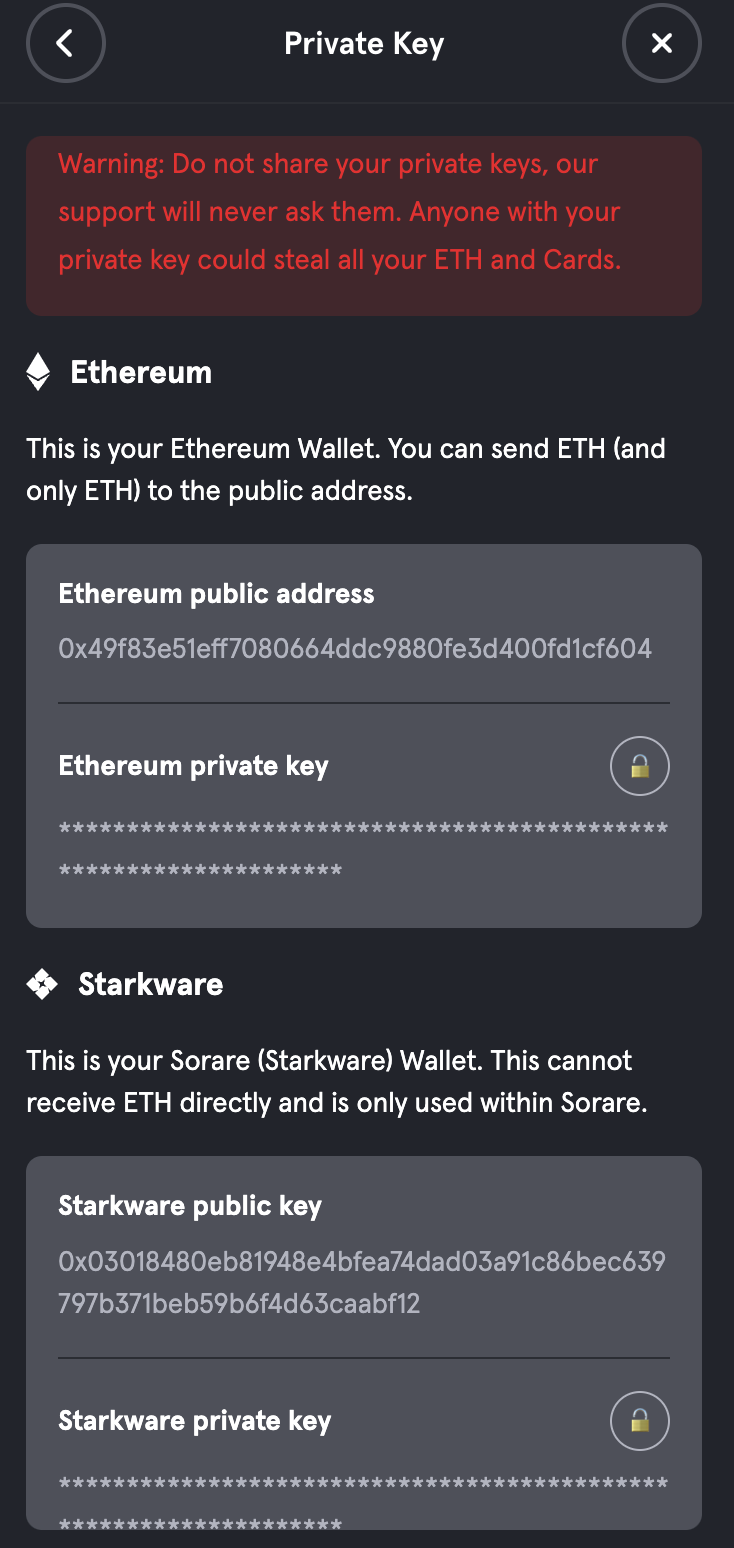 Private Key
Warning: Do not share your private keys, our
support will never ask them. Anyone with your
private key could steal all your ETH and Cards.
Ethereum
This is your Ethereum Wallet. You can send ETH (and
only ETH) to the public address.
Ethereum public address
0x49f83e51eff7080664ddc9880fe3d400fd1cf604
Ethereum private key
*********************************************
*********************
Starkware
This is your Sorare (Starkware) Wallet. This cannot
receive ETH directly and is only used within Sorare.
Starkware public key
0x03018480eb81948e4bfea74dad03a91c86bec639
797b371beb59b6f4d63caabf12
Starkware private key
*********************************************
*********************